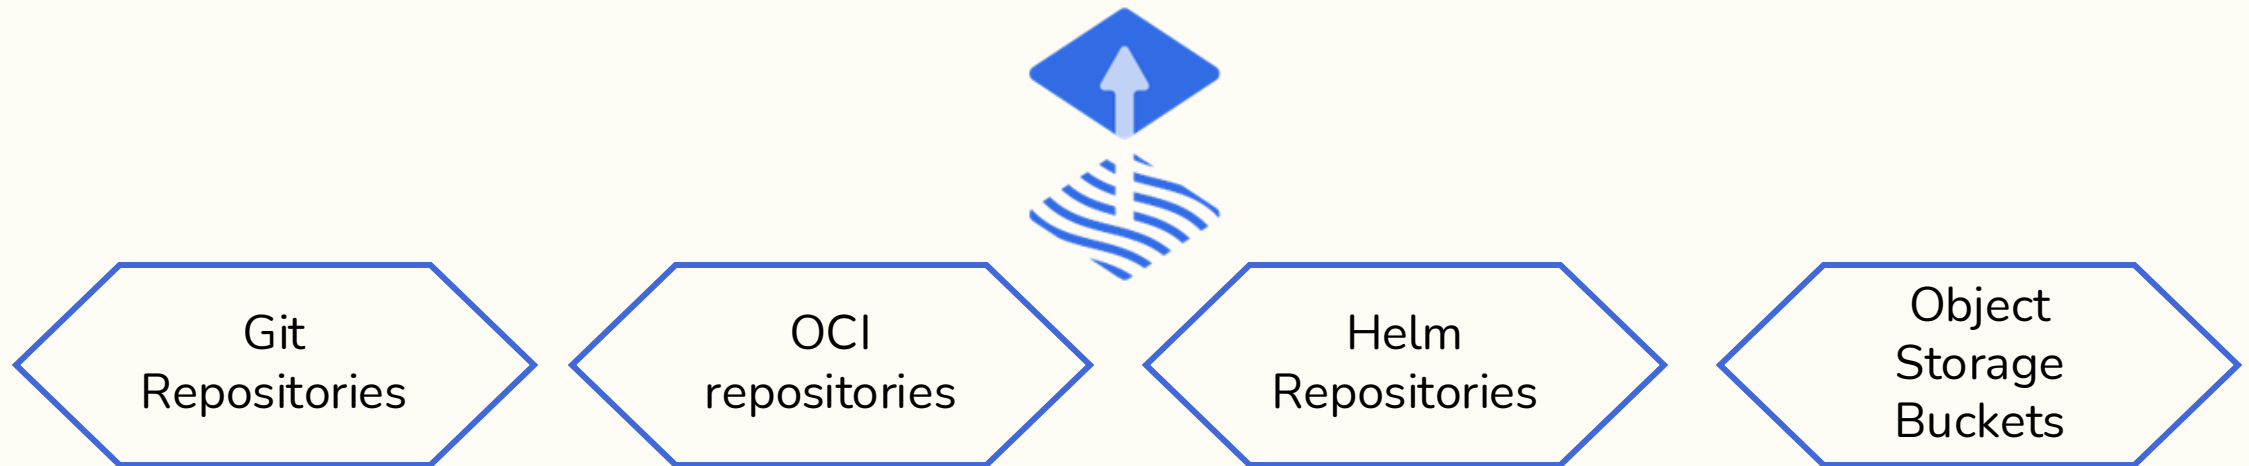 Git
Repositories
OCI
repositories
Helm
Repositories
Object
Storage
Buckets